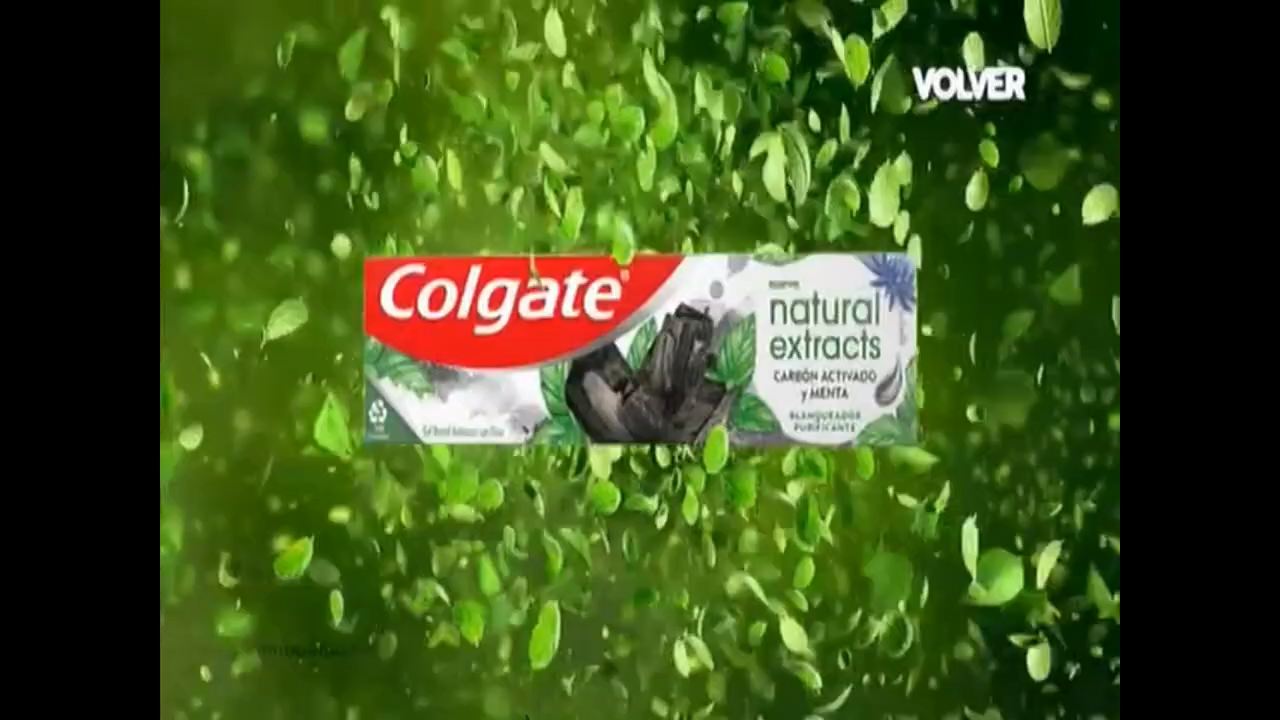 VOLVER
Colgate®
natural
extracts
CARBÓN ACTIVADO
y MENTA
BLANQUEADOR
PURIFICANTE